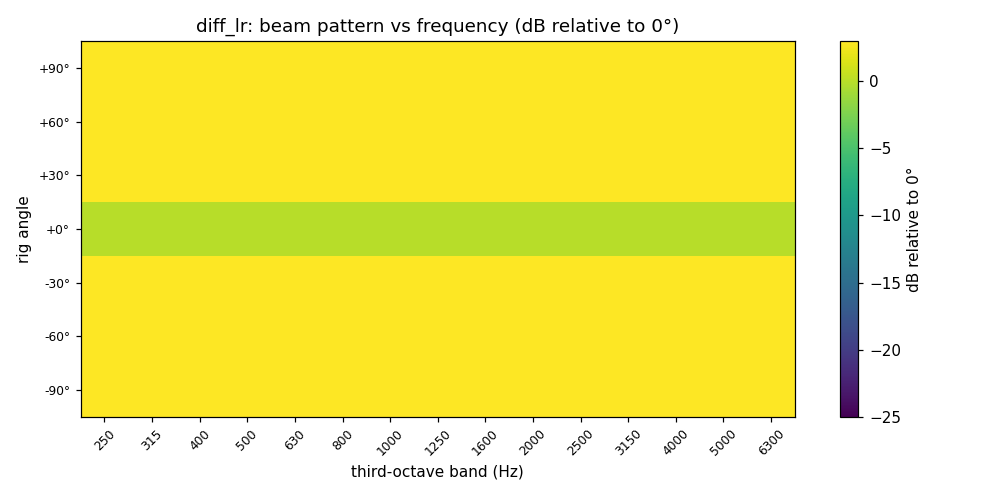 diff_lr: beam pattern vs frequency (dB relative to 0°)
+90°
+60°
+30°
+0°
-30°
-60°
-90°
rig angle
250 315 400 500 630 800 1000 1250 1600 2000 2500 3150 4000 5000 6300
third-octave band (Hz)
0
−5
−10
−15
−20
−25
dB relative to 0°